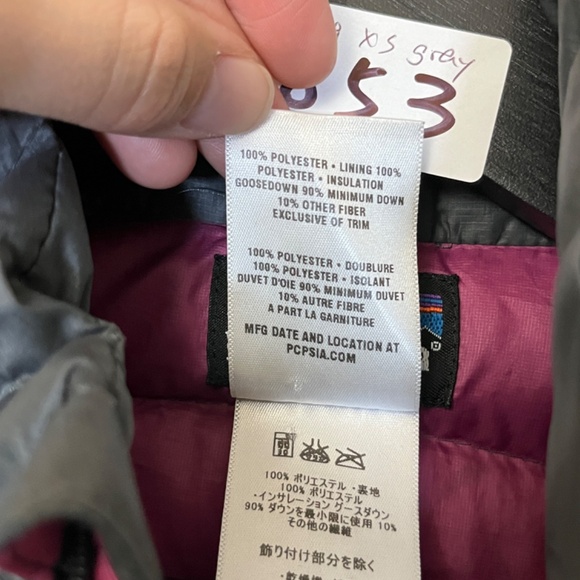 xs gray
53
100% POLYESTER • LINING 100%
POLYESTER • INSULATION
GOOSEDOWN 90% MINIMUM DOWN
10% OTHER FIBER
EXCLUSIVE OF TRIM
100% POLYESTER • DOUBLURE
100% POLYESTER • ISOLANT
DUVET D'OIE 90% MINIMUM DUVET
10% AUTRE FIBRE
A PART LA GARNITURE
MFG DATE AND LOCATION AT
PCPSIA.COM
100% ポリエステル・裏地
100% ポリエステル
・インサレーション グースダウン
90% ダウンを最小限に使用 10%
その他の繊維
飾り付け部分を除く